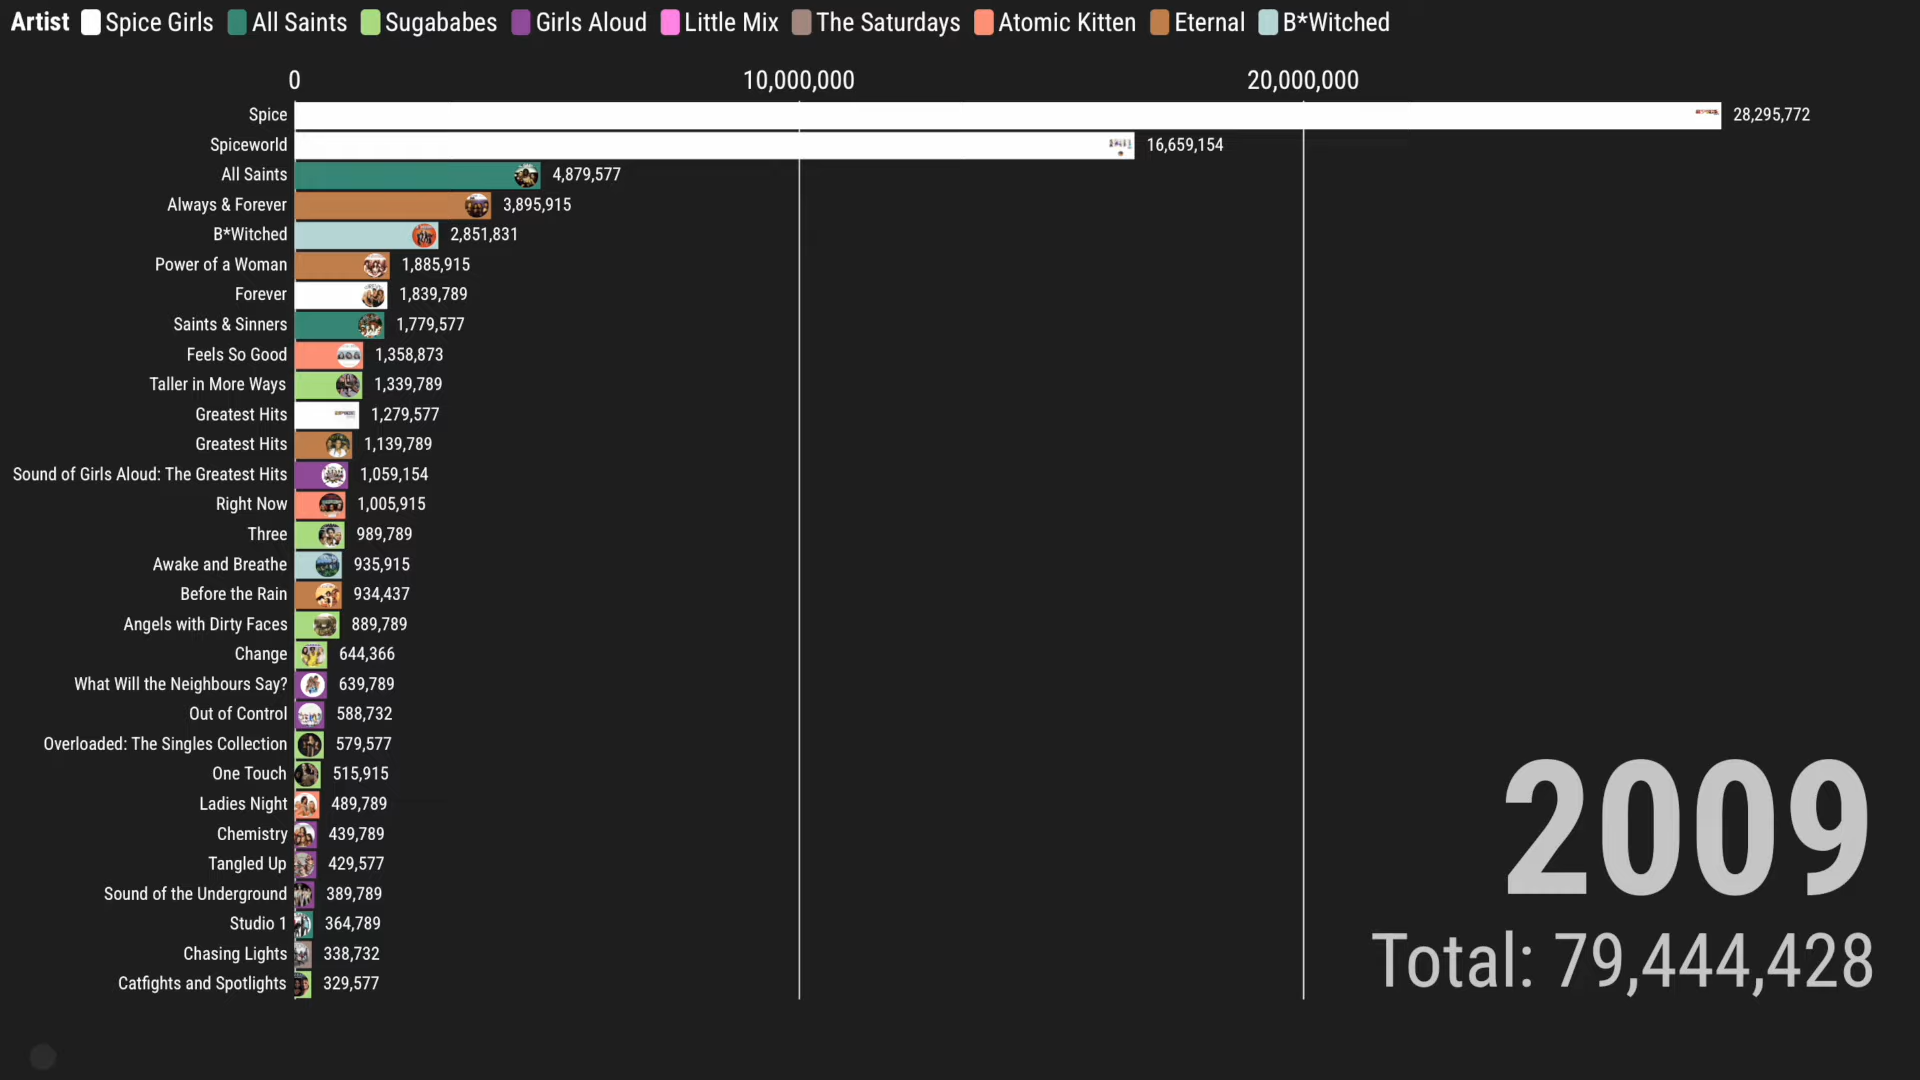 Artist Spice Girls All Saints Sugababes Girls Aloud Little Mix The Saturdays Atomic Kitten Eternal B*Witched
0 10,000,000 20,000,000
Spice 28,295,772
Spiceworld 16,659,154
All Saints 4,879,577
Always & Forever 3,895,915
B*Witched 2,851,831
Power of a Woman 1,885,915
Forever 1,839,789
Saints & Sinners 1,779,577
Feels So Good 1,358,873
Taller in More Ways 1,339,789
Greatest Hits 1,279,577
Greatest Hits 1,139,789
Sound of Girls Aloud: The Greatest Hits 1,059,154
Right Now 1,005,915
Three 989,789
Awake and Breathe 935,915
Before the Rain 934,437
Angels with Dirty Faces 889,789
Change 644,366
What Will the Neighbours Say? 639,789
Out of Control 588,732
Overloaded: The Singles Collection 579,577
One Touch 515,915
Ladies Night 489,789
Chemistry 439,789
Tangled Up 429,577
Sound of the Underground 389,789
Studio 1 364,789
Chasing Lights 338,732
Catfights and Spotlights 329,577
2009
Total: 79,444,428